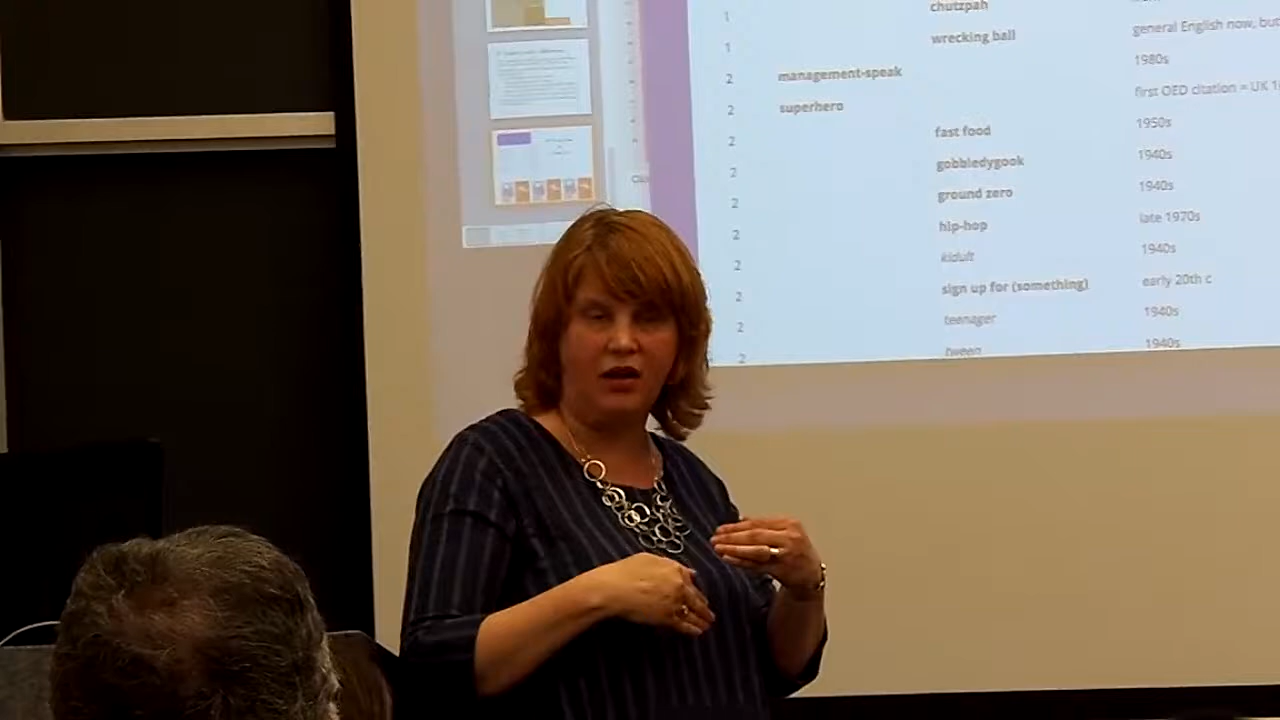 1 chutzpah
1 wrecking ball general English now, but
2 management-speak 1980s
2 superhero first OED citation = UK
2 fast food 1950s
2 gobbledygook 1940s
2 ground zero 1940s
2 hip-hop late 1970s
2 kidult 1940s
2 sign up for (something) early 20th c
2 teenager 1940s
2 tween 1940s